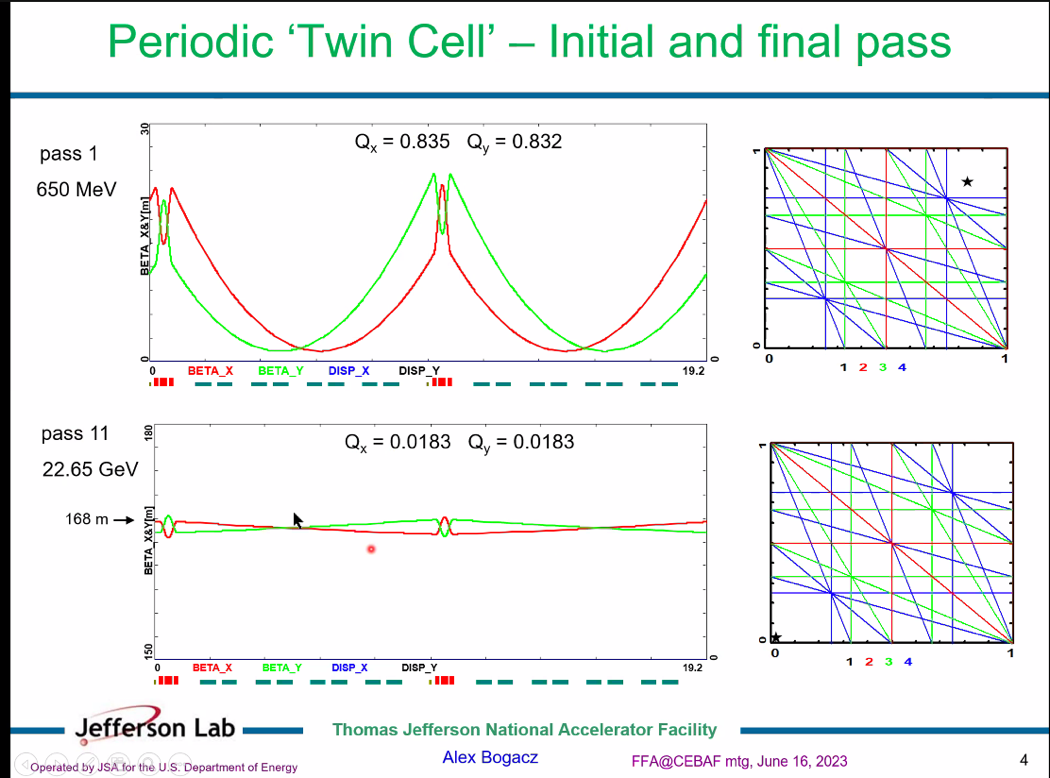 Periodic ‘Twin Cell’ – Initial and final pass
pass 1
650 MeV
Qx = 0.835 Qy = 0.832
30
BETA_X&Y[m]
0
0
0 BETA_X BETA_Y DISP_X DISP_Y 19.2
1
0
0 1
1 2 3 4
pass 11
22.65 GeV
168 m
Qx = 0.0183 Qy = 0.0183
180
BETA_X&Y[m]
150
0
0 BETA_X BETA_Y DISP_X DISP_Y 19.2
1
0
0 1
1 2 3 4
Jefferson Lab
Thomas Jefferson National Accelerator Facility
Operated by JSA for the U.S. Department of Energy
Alex Bogacz
FFA@CEBAF mtg, June 16, 2023
4